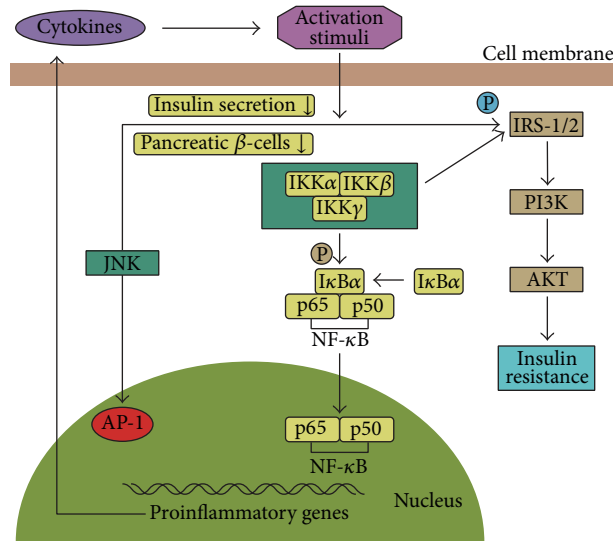 Cytokines
Activation
stimuli
Cell membrane
Insulin secretion ↓
P
IRS-1/2
Pancreatic β-cells ↓
IKKα
IKKβ
IKKγ
PI3K
JNK
P
IκBα
IκBα
AKT
p65
p50
NF-κB
Insulin
resistance
AP-1
p65
p50
NF-κB
Nucleus
Proinflammatory genes